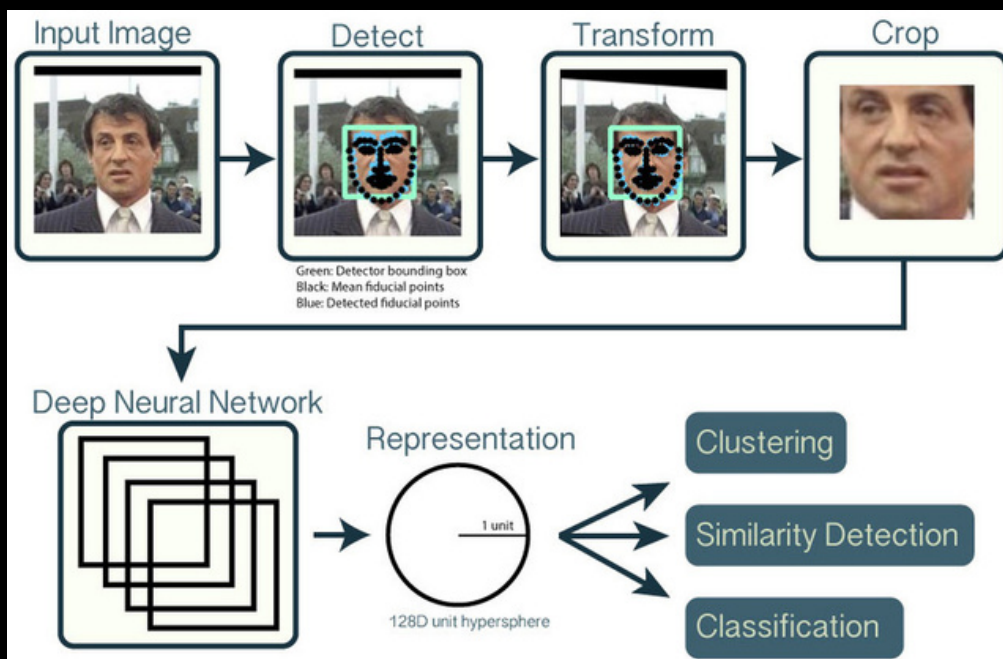 Input Image
Detect
Transform
Crop
Green: Detector bounding box
Black: Mean fiducial points
Blue: Detected fiducial points
Deep Neural Network
Representation
1 unit
128D unit hypersphere
Clustering
Similarity Detection
Classification